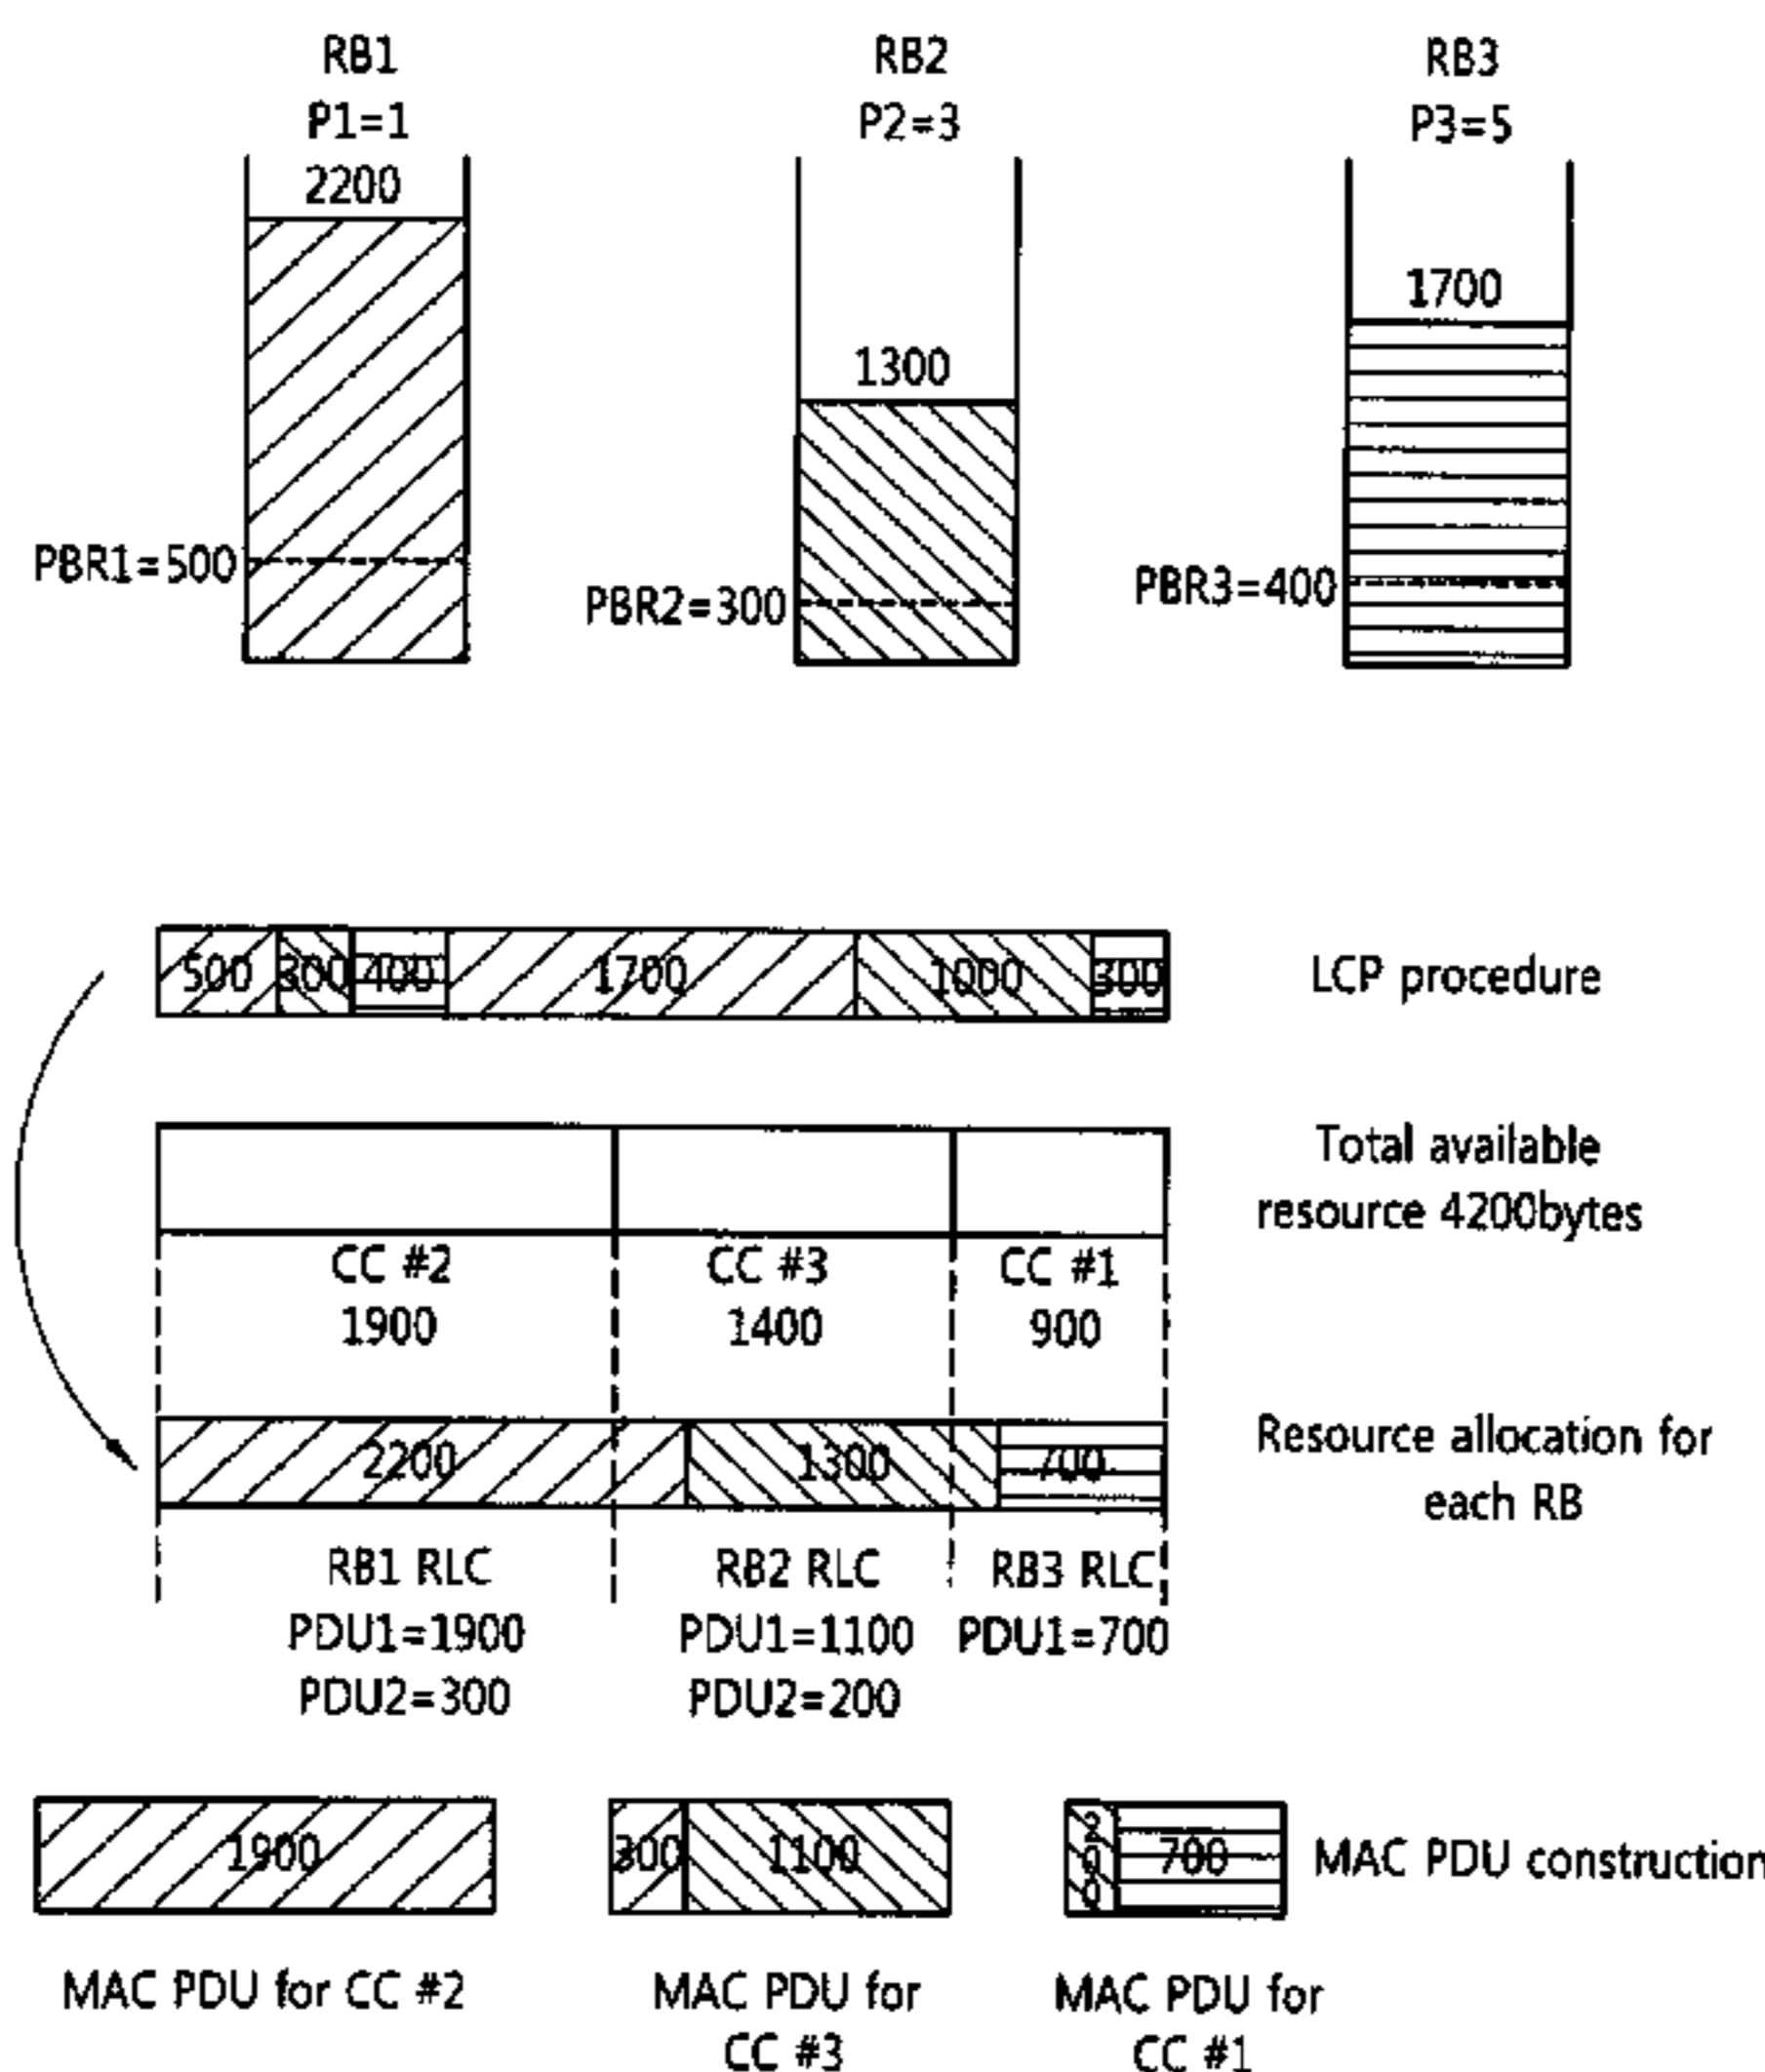 RB1
P1=1
2200
PBR1=500
RB2
P2=3
1300
PBR2=300
RB3
P3=5
1700
PBR3=400
500 300 400 1700 1000 300
LCP procedure
Total available
resource 4200bytes
CC #2
1900
CC #3
1400
CC #1
900
2200 1300 700
Resource allocation for
each RB
RB1 RLC
PDU1=1900
PDU2=300
RB2 RLC
PDU1=1100
PDU2=200
RB3 RLC
PDU1=700
1900
300 1100
200 700
MAC PDU construction
MAC PDU for CC #2
MAC PDU for
CC #3
MAC PDU for
CC #1